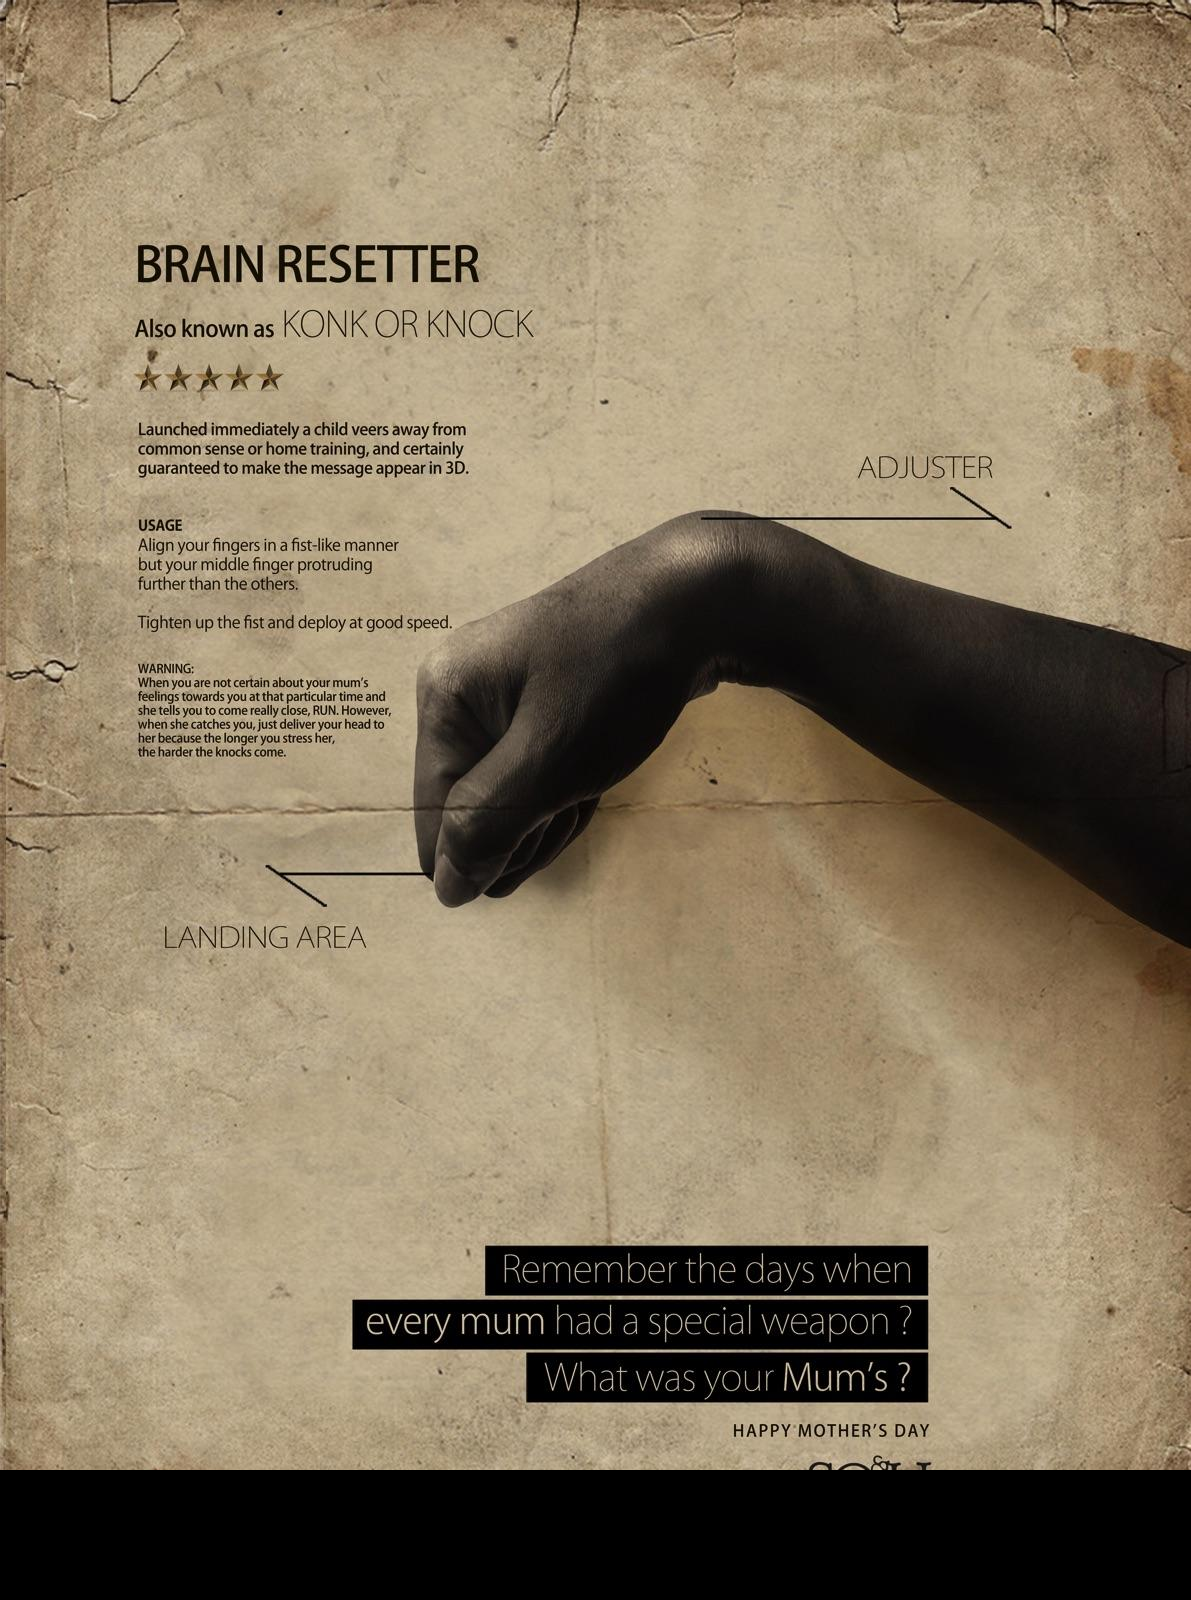 BRAIN RESETTER
Also known as KONK OR KNOCK
Launched immediately a child veers away from
common sense or home training, and certainly
guaranteed to make the message appear in 3D.
USAGE
Align your fingers in a fist-like manner
but your middle finger protruding
further than the others.
Tighten up the fist and deploy at good speed.
WARNING:
When you are not certain about your mum's
feelings towards you at that particular time and
she tells you to come really close, RUN. However,
when she catches you, just deliver your head to
her because the longer you stress her,
the harder the knocks come.
ADJUSTER
LANDING AREA
Remember the days when
every mum had a special weapon ?
What was your Mum's ?
HAPPY MOTHER'S DAY